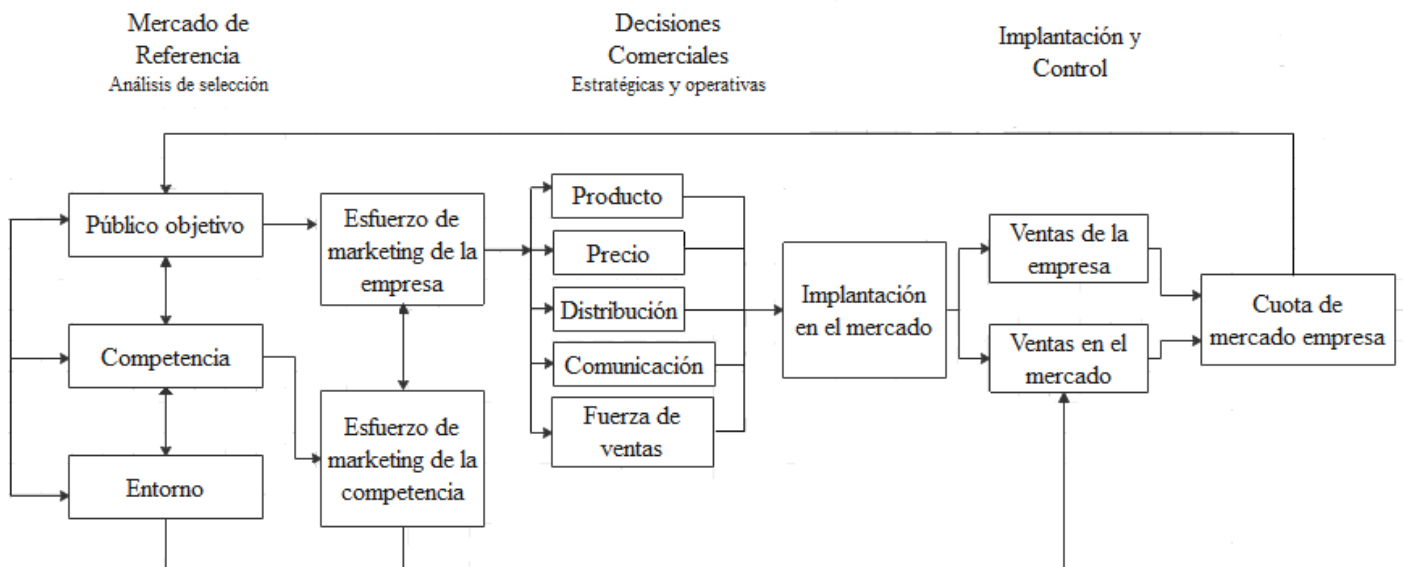 Mercado de
Referencia
Análisis de selección
Decisiones
Comerciales
Estratégicas y operativas
Implantación y
Control
Público objetivo
Competencia
Entorno
Esfuerzo de
marketing de la
empresa
Esfuerzo de
marketing de la
competencia
Producto
Precio
Distribución
Comunicación
Fuerza de
ventas
Implantación
en el mercado
Ventas de la
empresa
Ventas en el
mercado
Cuota de
mercado empresa